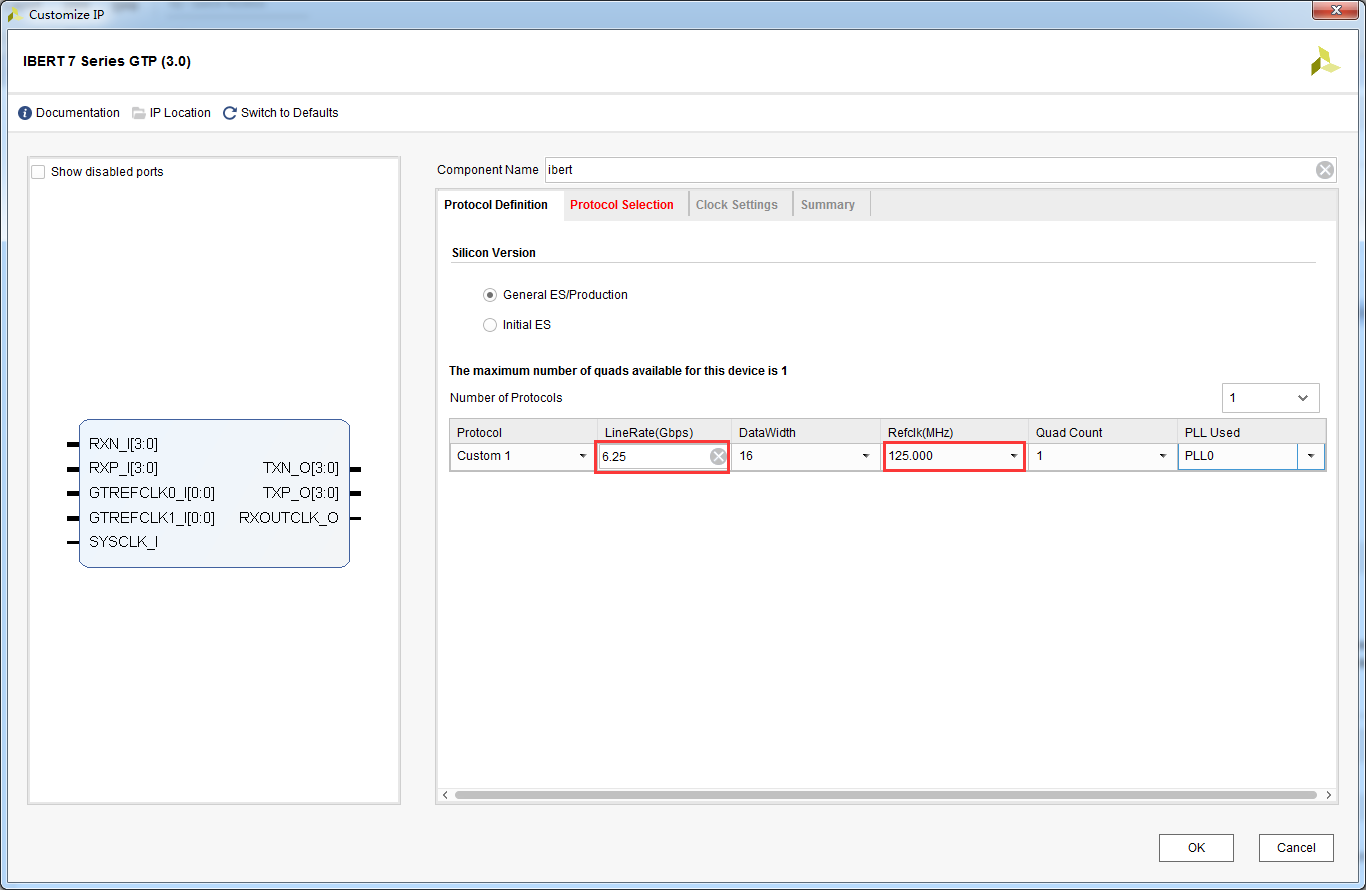 Customize IP
IBERT 7 Series GTP (3.0)
Documentation IP Location Switch to Defaults
Show disabled ports
RXN_I[3:0]
RXP_I[3:0] TXN_O[3:0]
GTREFCLK0_I[0:0] TXP_O[3:0]
GTREFCLK1_I[0:0] RXOUTCLK_O
SYSCLK_I
Component Name ibert
Protocol Definition Protocol Selection Clock Settings Summary
Silicon Version
General ES/Production
Initial ES
The maximum number of quads available for this device is 1
Number of Protocols 1
Protocol LineRate(Gbps) DataWidth Refclk(MHz) Quad Count PLL Used
Custom 1 6.25 16 125.000 1 PLL0
OK Cancel